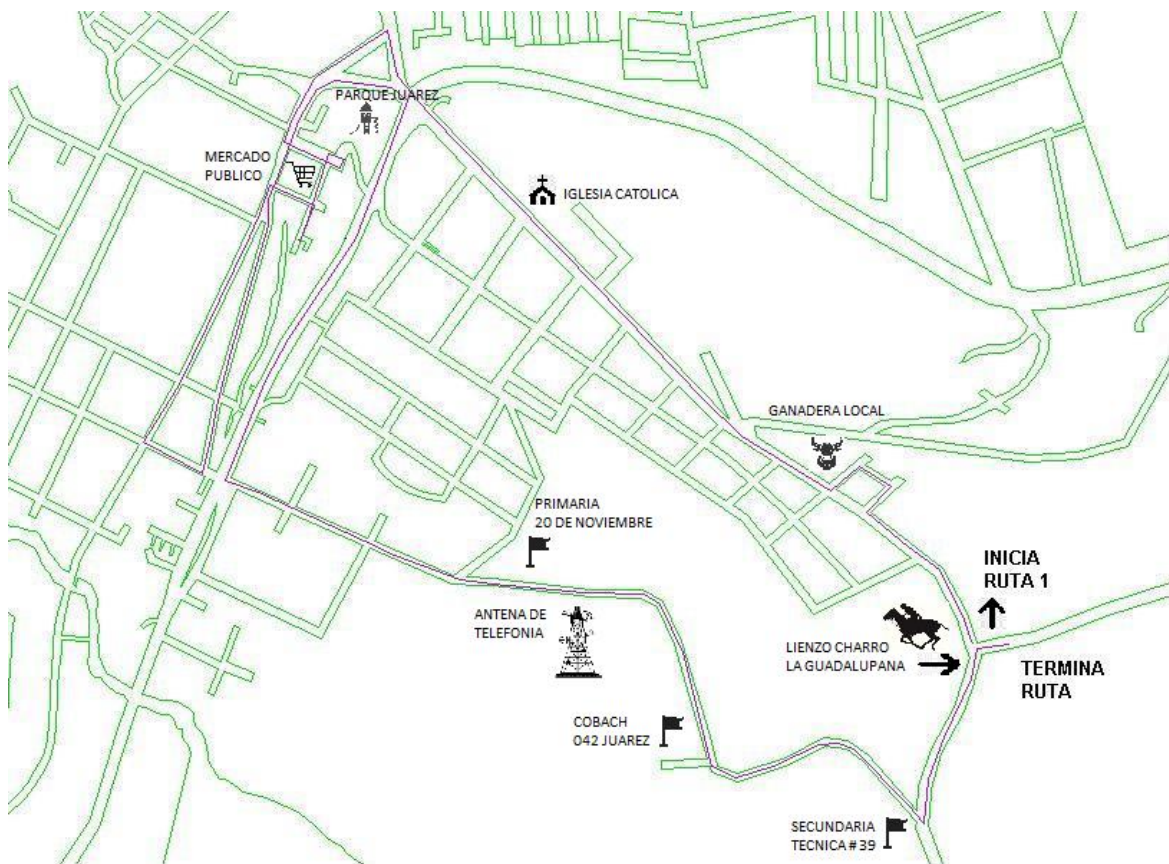 PARQUE JUAREZ
MERCADO
PUBLICO
IGLESIA CATOLICA
GANADERA LOCAL
PRIMARIA
20 DE NOVIEMBRE
INICIA
RUTA 1
ANTENA DE
TELEFONIA
LIENZO CHARRO
LA GUADALUPANA
TERMINA
RUTA
COBACH
042 JUAREZ
SECUNDARIA
TECNICA # 39